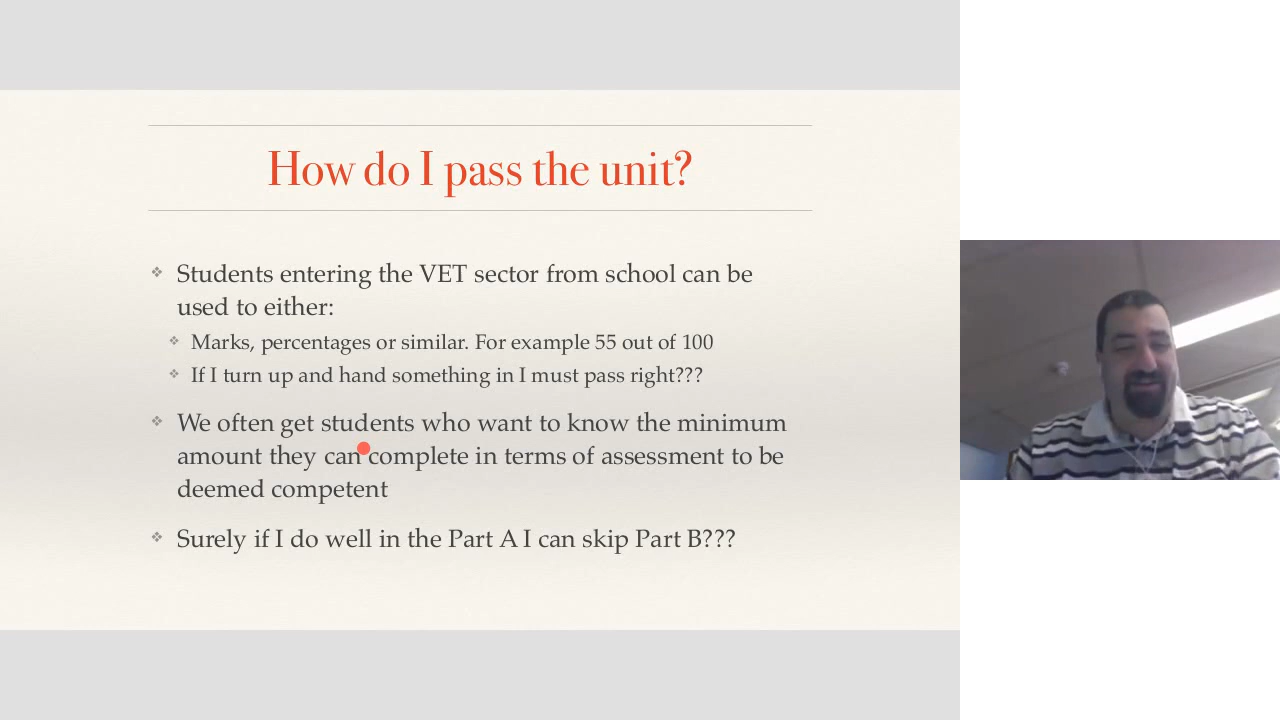 How do I pass the unit?
Students entering the VET sector from school can be
used to either:
Marks, percentages or similar. For example 55 out of 100
If I turn up and hand something in I must pass right???
We often get students who want to know the minimum
amount they can complete in terms of assessment to be
deemed competent
Surely if I do well in the Part A I can skip Part B???